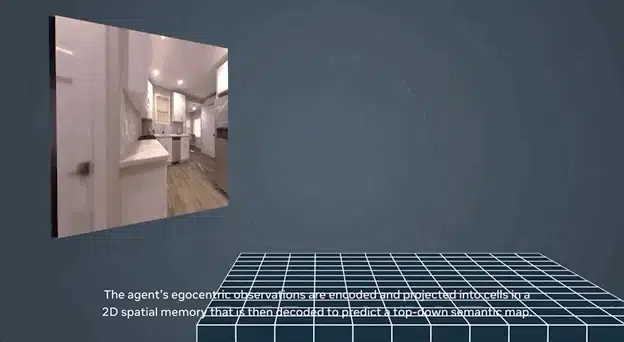 The agent's egocentric observations are encoded and projected into cells in a
2D spatial memory that is then decoded to predict a top-down semantic map.